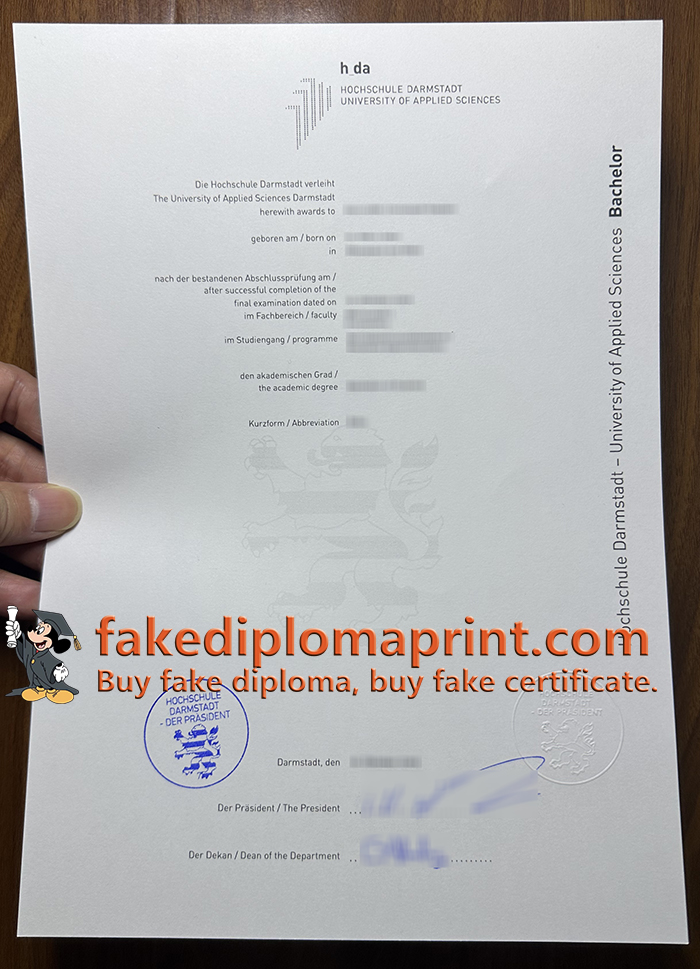 h_da
HOCHSCHULE DARMSTADT
UNIVERSITY OF APPLIED SCIENCES
Hochschule Darmstadt – University of Applied Sciences Bachelor
Die Hochschule Darmstadt verleiht
The University of Applied Sciences Darmstadt
herewith awards to
geboren am / born on
in
nach der bestandenen Abschlussprüfung am /
after successful completion of the
final examination dated on
im Fachbereich / faculty
im Studiengang / programme
den akademischen Grad /
the academic degree
Kurzform / Abbreviation
fakediplomaprint.com
Buy fake diploma, buy fake certificate.
HOCHSCHULE
DARMSTADT
- DER PRÄSIDENT
HOCHSCHULE
DARMSTADT
- DER PRÄSIDENT
Darmstadt, den
Der Präsident / The President
Der Dekan / Dean of the Department